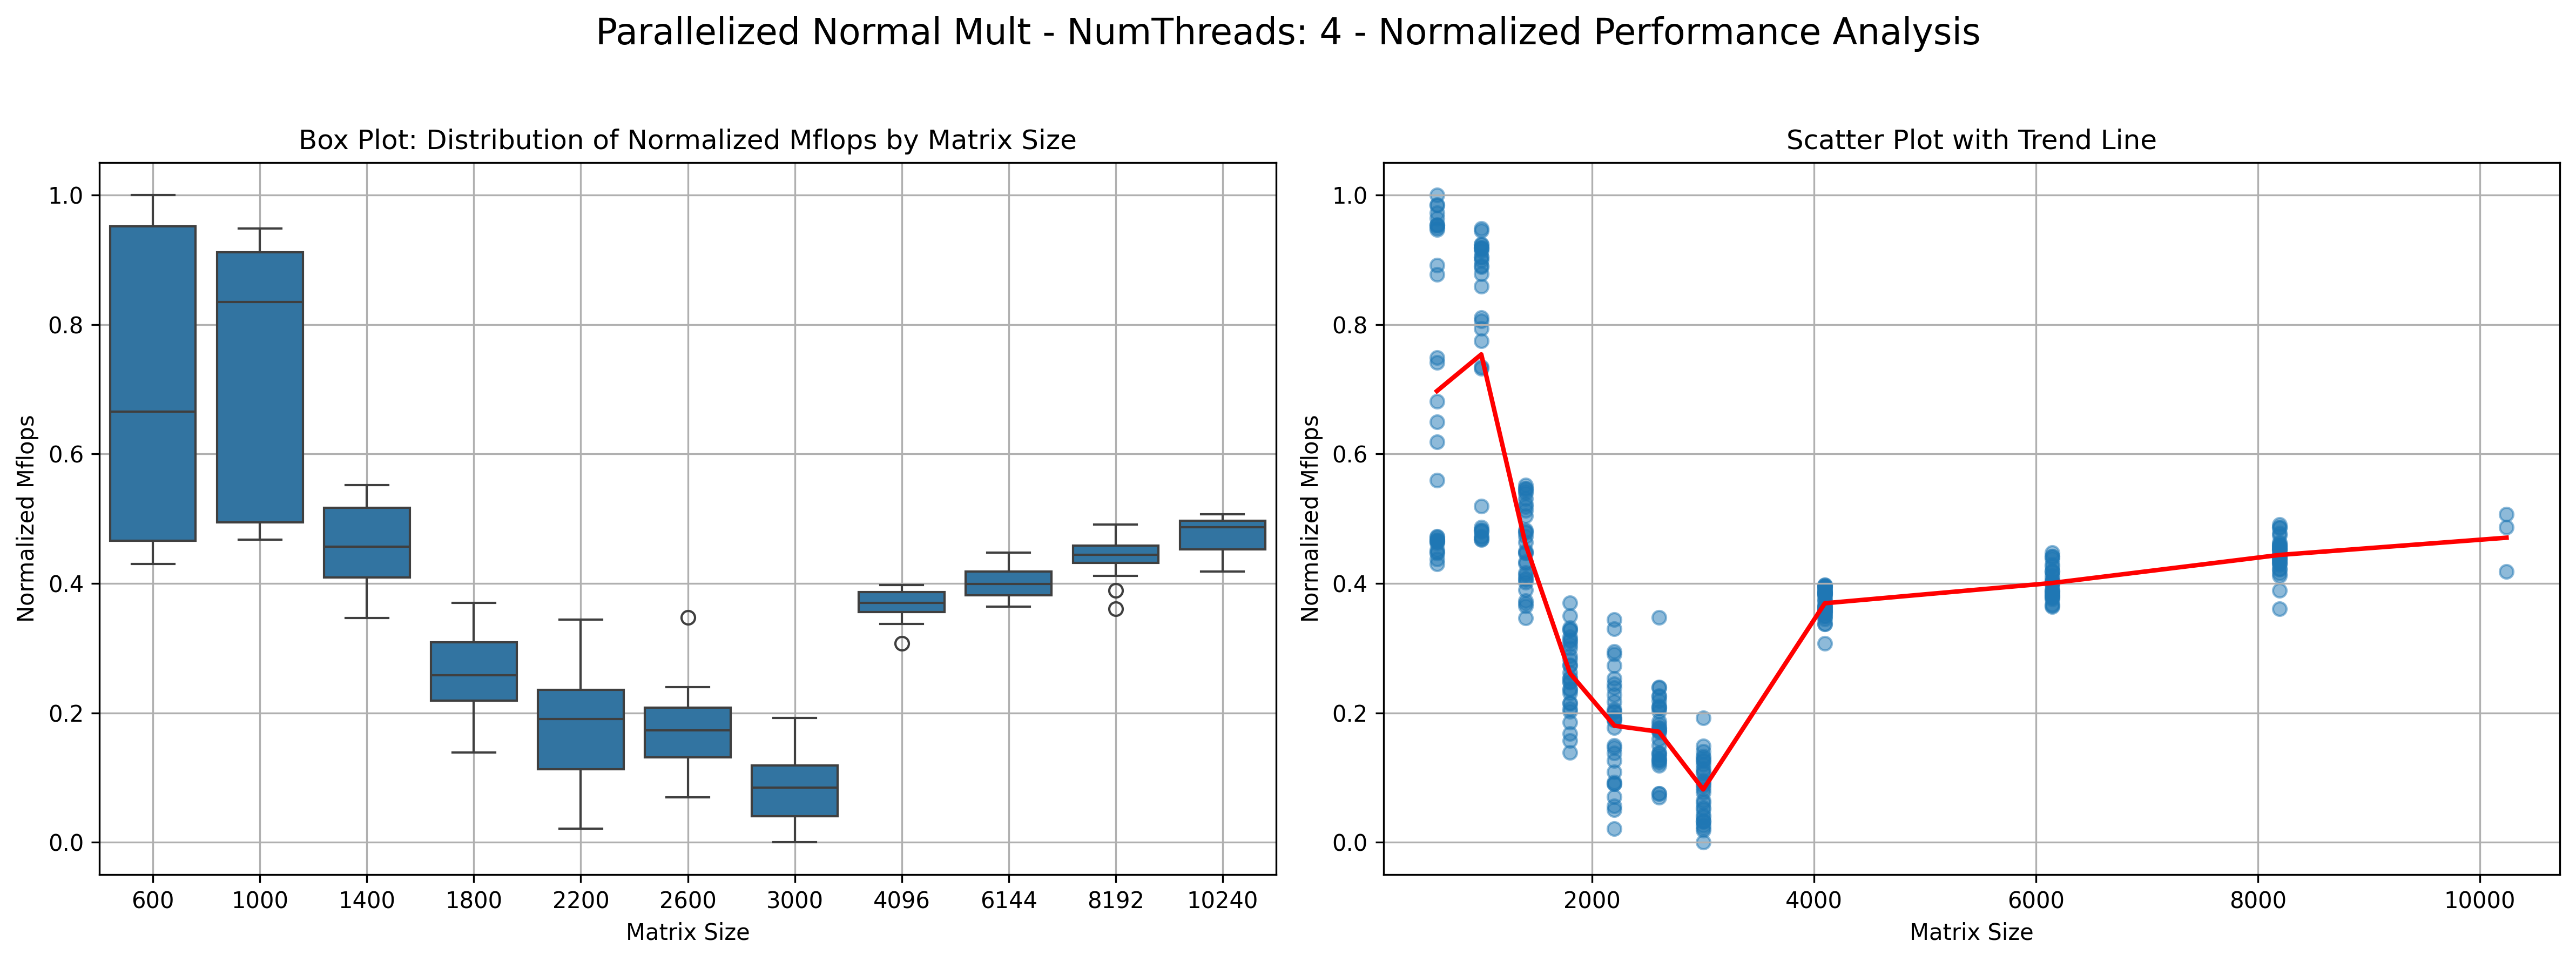 Parallelized Normal Mult - NumThreads: 4 - Normalized Performance Analysis
Box Plot: Distribution of Normalized Mflops by Matrix Size
Normalized Mflops
1.0
0.8
0.6
0.4
0.2
0.0
600 1000 1400 1800 2200 2600 3000 4096 6144 8192 10240
Matrix Size
Scatter Plot with Trend Line
Normalized Mflops
1.0
0.8
0.6
0.4
0.2
0.0
2000 4000 6000 8000 10000
Matrix Size